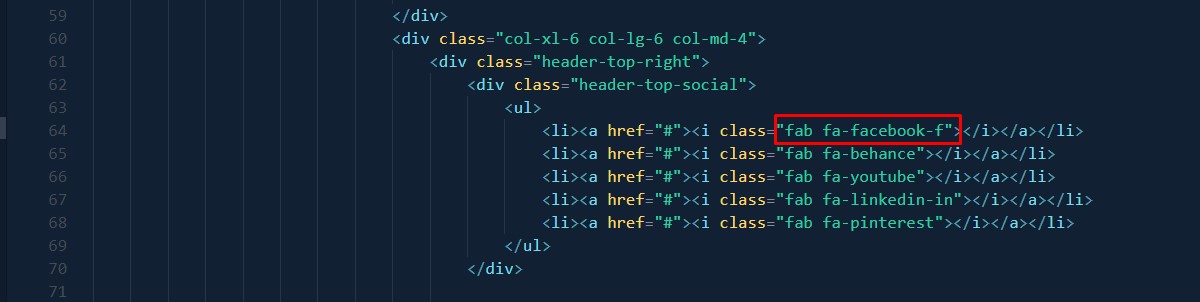 59 </div>
60 <div class="col-xl-6 col-lg-6 col-md-4">
61 <div class="header-top-right">
62 <div class="header-top-social">
63 <ul>
64 <li><a href="#"><i class="fab fa-facebook-f"></i></a></li>
65 <li><a href="#"><i class="fab fa-behance"></i></a></li>
66 <li><a href="#"><i class="fab fa-youtube"></i></a></li>
67 <li><a href="#"><i class="fab fa-linkedin-in"></i></a></li>
68 <li><a href="#"><i class="fab fa-pinterest"></i></a></li>
69 </ul>
70 </div>
71